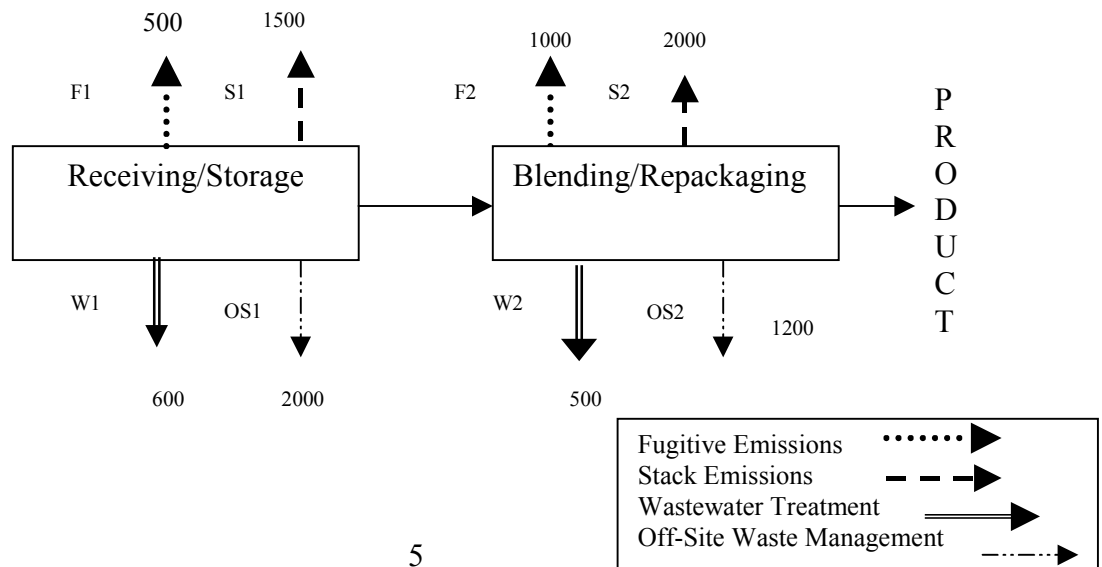 500 1500 1000 2000
F1 S1 F2 S2
Receiving/Storage Blending/Repackaging
P
R
O
D
U
C
T
W1 OS1 W2 OS2
1200
600 2000 500
Fugitive Emissions
Stack Emissions
Wastewater Treatment
Off-Site Waste Management
5